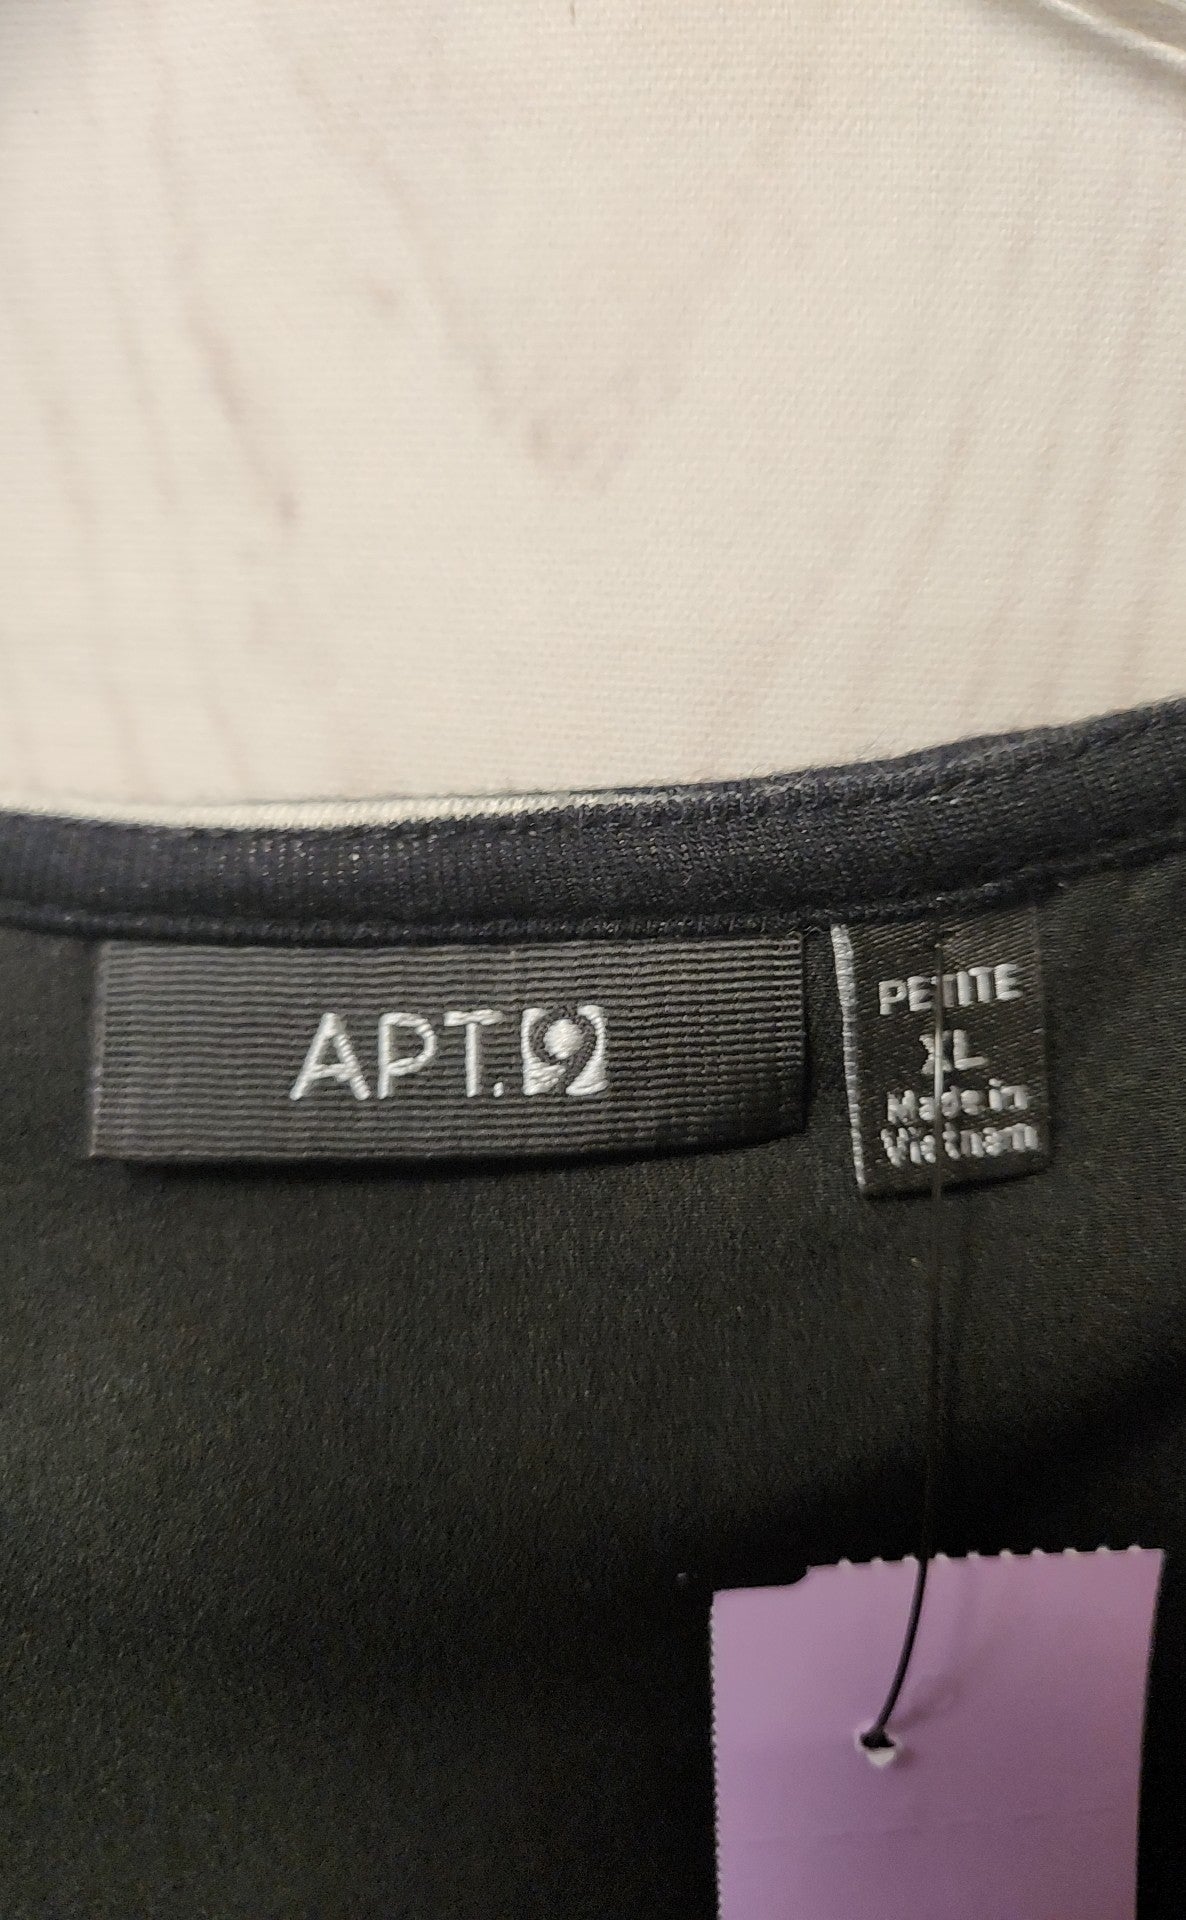 APT.9
PETITE
XL
Made in
Vietnam